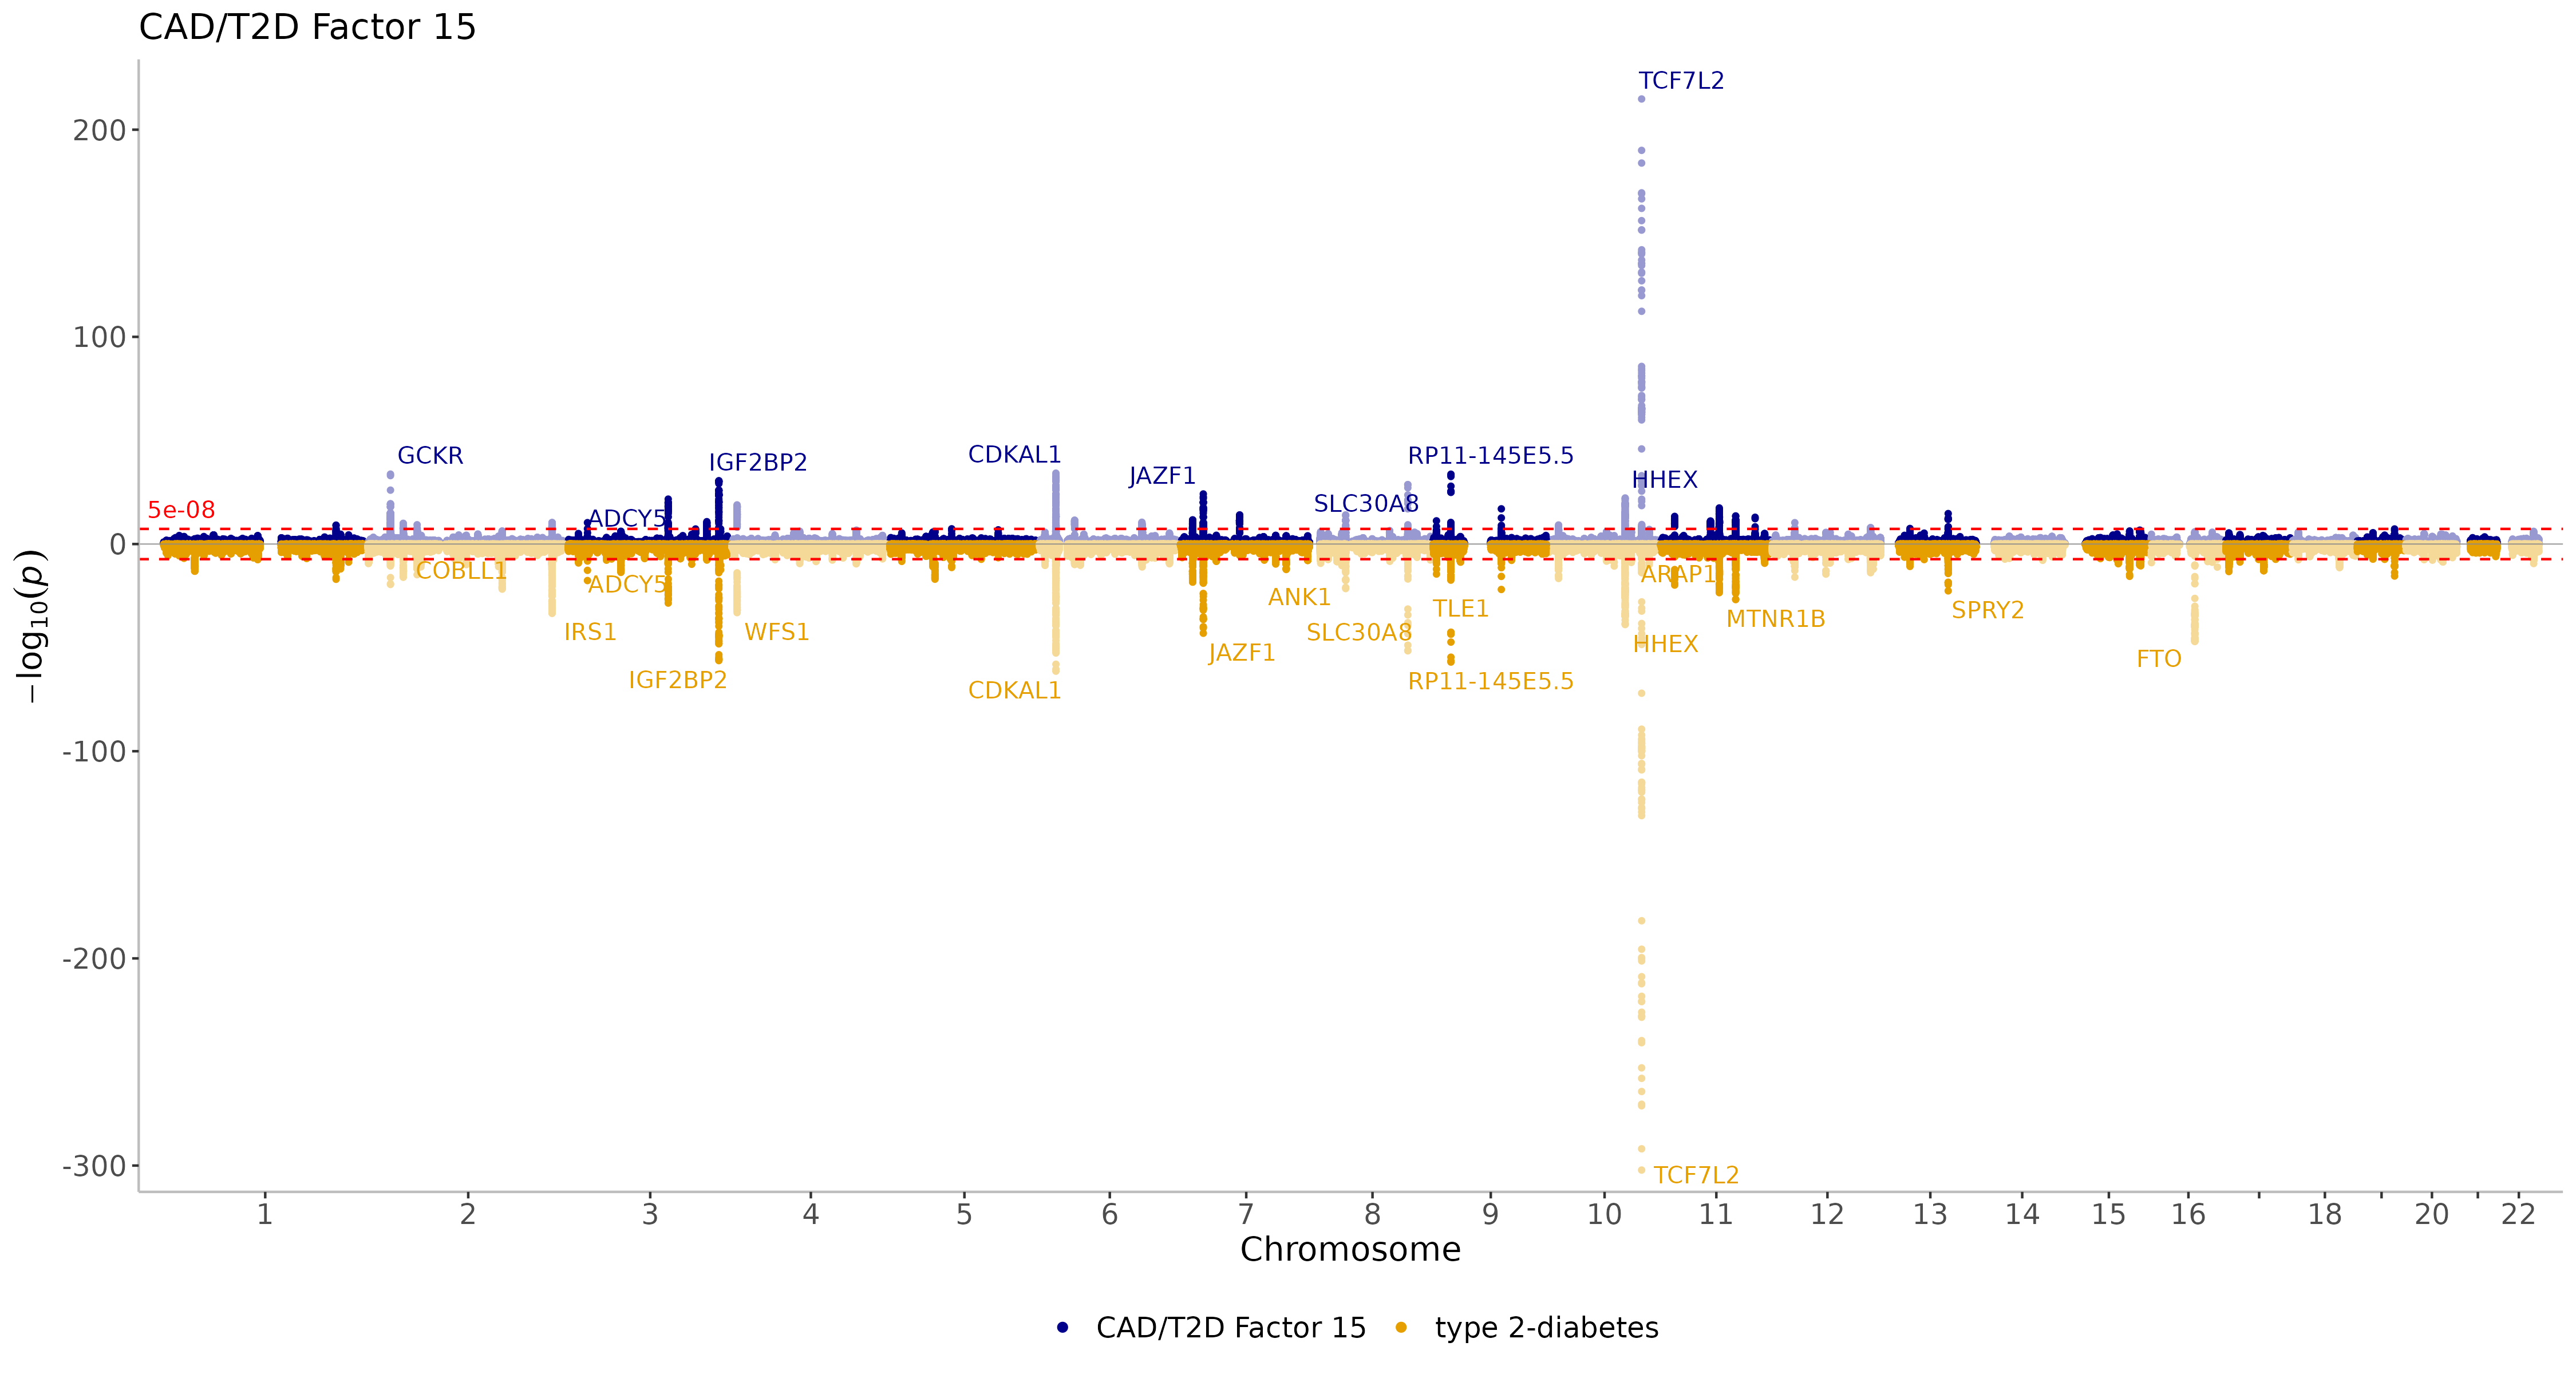 CAD/T2D Factor 15
TCF7L2
200
100
GCKR
IGF2BP2
CDKAL1
JAZF1
RP11-145E5.5
HHEX
SLC30A8
5e-08
ADCY5
0
COBLL1
ADCY5
ARAP1
ANK1
TLE1
SPRY2
MTNR1B
IRS1
WFS1
SLC30A8
HHEX
JAZF1
FTO
IGF2BP2
RP11-145E5.5
CDKAL1
−log10(p)
-100
-200
-300
TCF7L2
1 2 3 4 5 6 7 8 9 10 11 12 13 14 15 16 18 20 22
Chromosome
CAD/T2D Factor 15 type 2-diabetes